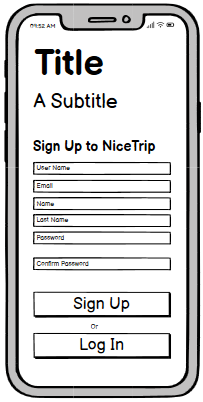 09:52 AM
Title
A Subtitle
Sign Up to NiceTrip
User Name
Email
Name
Last Name
Password
Confirm Password
Sign Up
Or
Log In